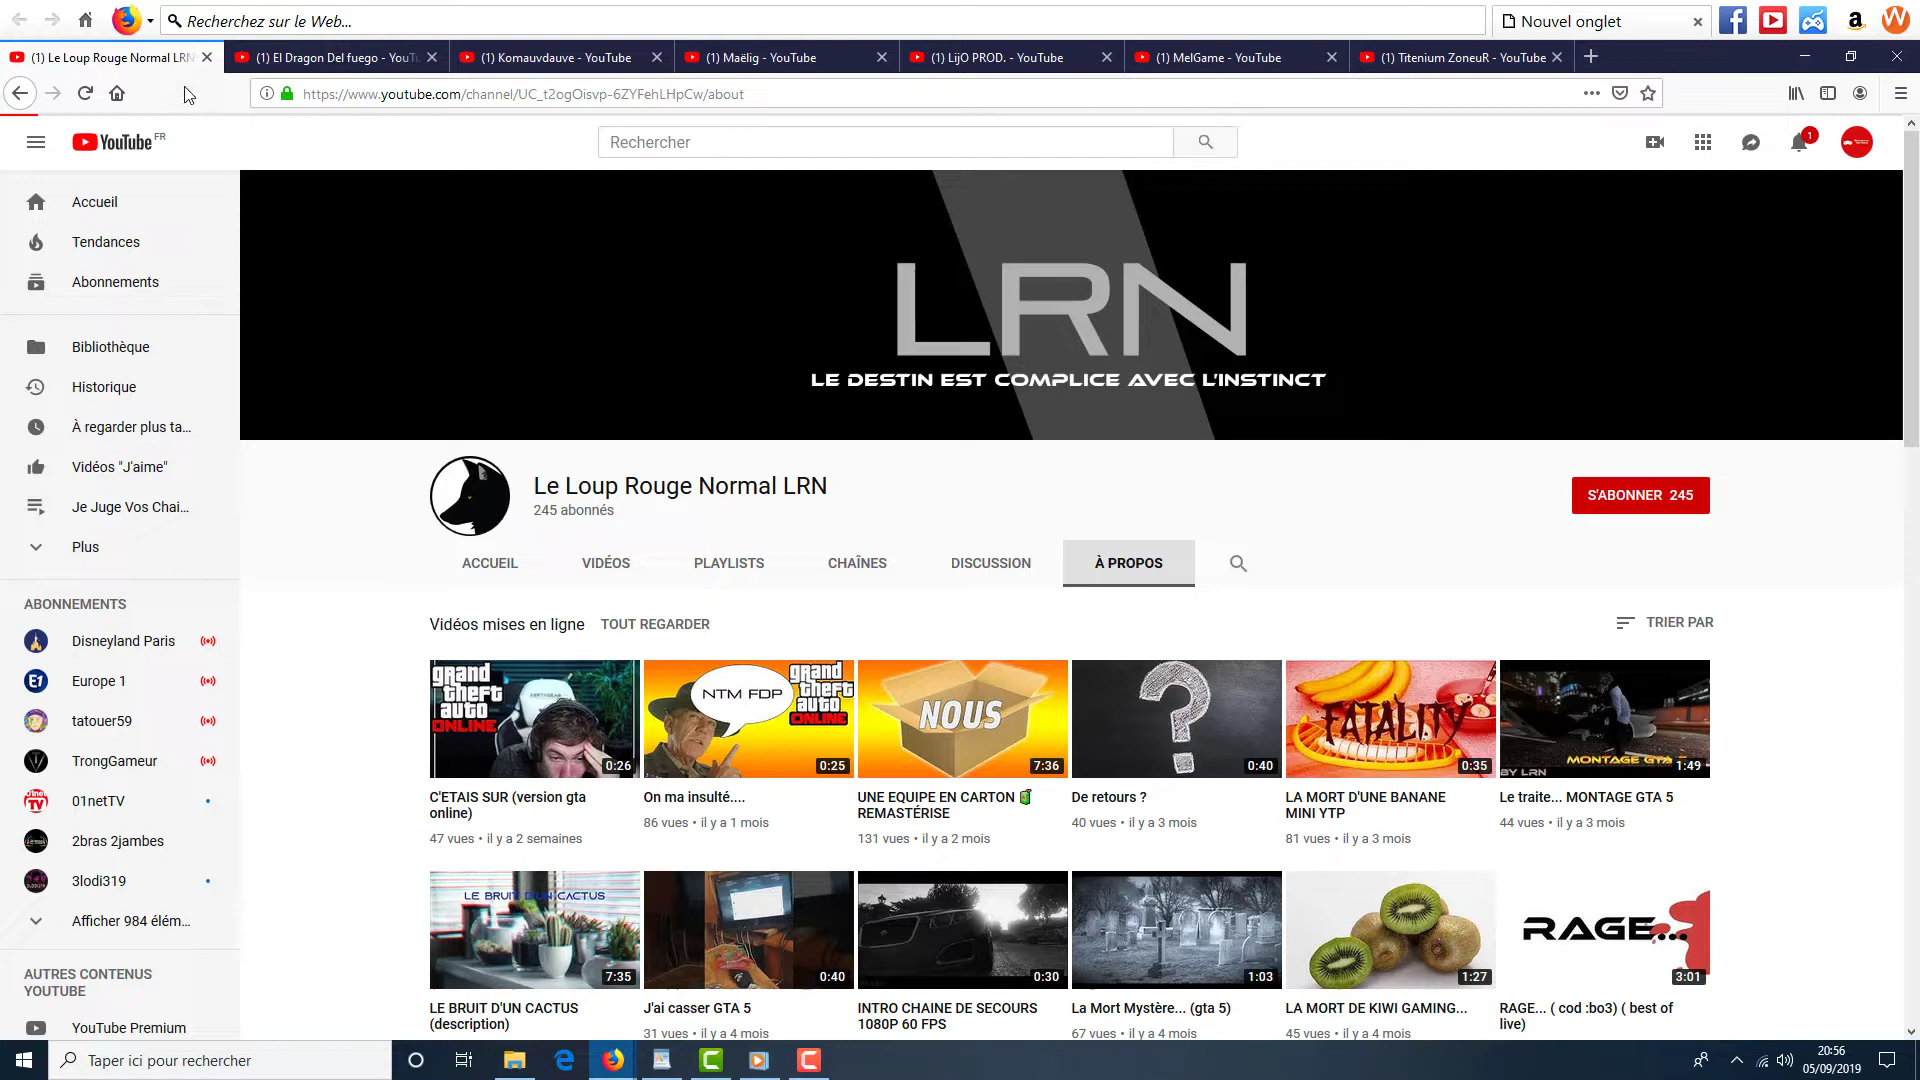 Recherchez sur le Web...
Nouvel onglet
(1) Le Loup Rouge Normal LRN
(1) El Dragon Del fuego - YouTu
(1) Komauvdauve - YouTube
(1) Maëlig - YouTube
(1) LijO PROD. - YouTube
(1) MelGame - YouTube
(1) Titenium ZoneuR - YouTube
https://www.youtube.com/channel/UC_t2ogOisvp-6ZYFehLHpCw/about
YouTube FR
Rechercher
1
Accueil
Tendances
Abonnements
Bibliothèque
Historique
À regarder plus ta...
Vidéos "J'aime"
Je Juge Vos Chai...
Plus
ABONNEMENTS
Disneyland Paris
Europe 1
tatouer59
TrongGameur
01netTV
2bras 2jambes
3lodi319
Afficher 984 élém...
AUTRES CONTENUS
YOUTUBE
YouTube Premium
LRN
LE DESTIN EST COMPLICE AVEC L'INSTINCT
Le Loup Rouge Normal LRN
245 abonnés
S'ABONNER 245
ACCUEIL
VIDÉOS
PLAYLISTS
CHAÎNES
DISCUSSION
À PROPOS
Vidéos mises en ligne
TOUT REGARDER
TRIER PAR
grand
theft
auto
ONLINE
0:26
C'ETAIS SUR (version gta
online)
47 vues • il y a 2 semaines
NTM FDP
grand
theft
auto
ONLINE
0:25
On ma insulté....
86 vues • il y a 1 mois
NOUS
7:36
UNE EQUIPE EN CARTON
REMASTÉRISE
131 vues • il y a 2 mois
0:40
De retours ?
40 vues • il y a 3 mois
FATALITY
0:35
LA MORT D'UNE BANANE
MINI YTP
81 vues • il y a 3 mois
BY LRN
MONTAGE GTA 5
1:49
Le traite... MONTAGE GTA 5
44 vues • il y a 3 mois
LE BRUIT D'UN CACTUS
7:35
LE BRUIT D'UN CACTUS
(description)
0:40
J'ai casser GTA 5
31 vues • il y a 4 mois
0:30
INTRO CHAINE DE SECOURS
1080P 60 FPS
1:03
La Mort Mystère... (gta 5)
67 vues • il y a 4 mois
1:27
LA MORT DE KIWI GAMING...
45 vues • il y a 4 mois
RAGE...
3:01
RAGE... ( cod :bo3) ( best of
live)
Taper ici pour rechercher
20:56
05/09/2019